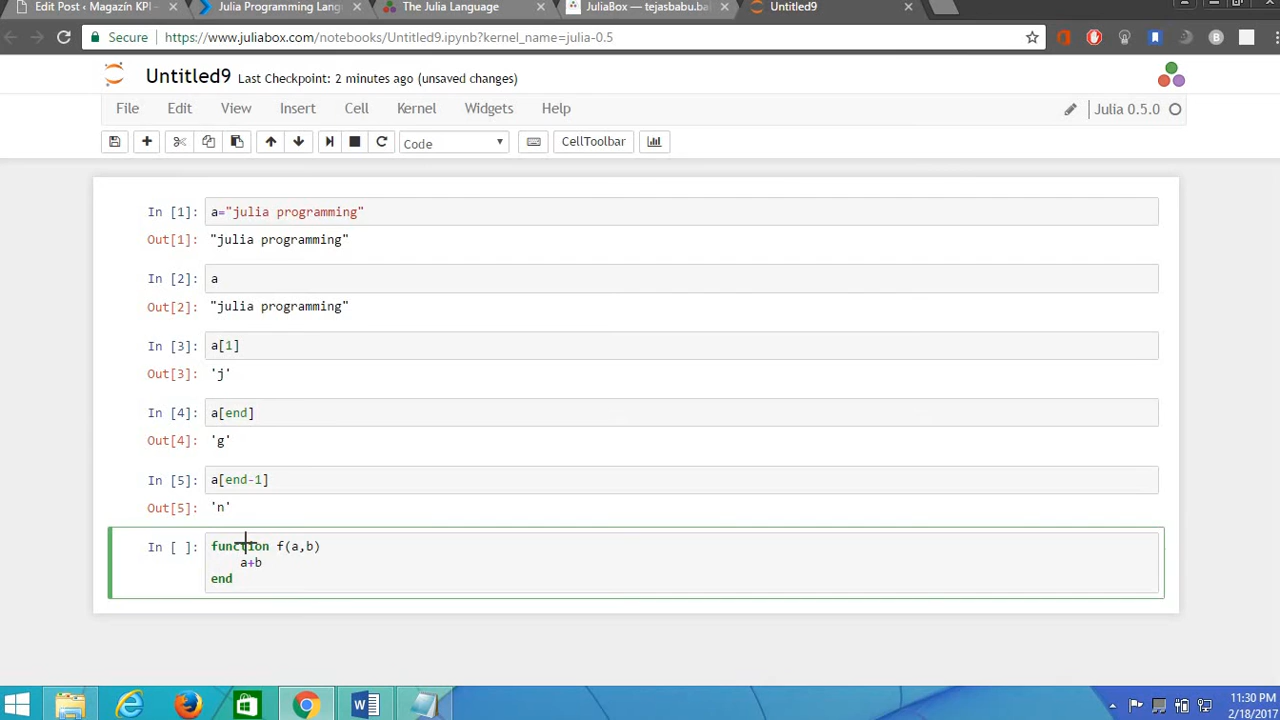 Edit Post ‹ Magazín KPI -
Julia Programming Lang
The Julia Language
JuliaBox — tejasbabu.bai
Untitled9
Secure
https://www.juliabox.com/notebooks/Untitled9.ipynb?kernel_name=julia-0.5
Untitled9 Last Checkpoint: 2 minutes ago (unsaved changes)
File Edit View Insert Cell Kernel Widgets Help
Julia 0.5.0
Code
CellToolbar
In [1]: a="julia programming"
Out[1]: "julia programming"
In [2]: a
Out[2]: "julia programming"
In [3]: a[1]
Out[3]: 'j'
In [4]: a[end]
Out[4]: 'g'
In [5]: a[end-1]
Out[5]: 'n'
In [ ]: function f(a,b)
a+b
end
11:30 PM
2/18/2017